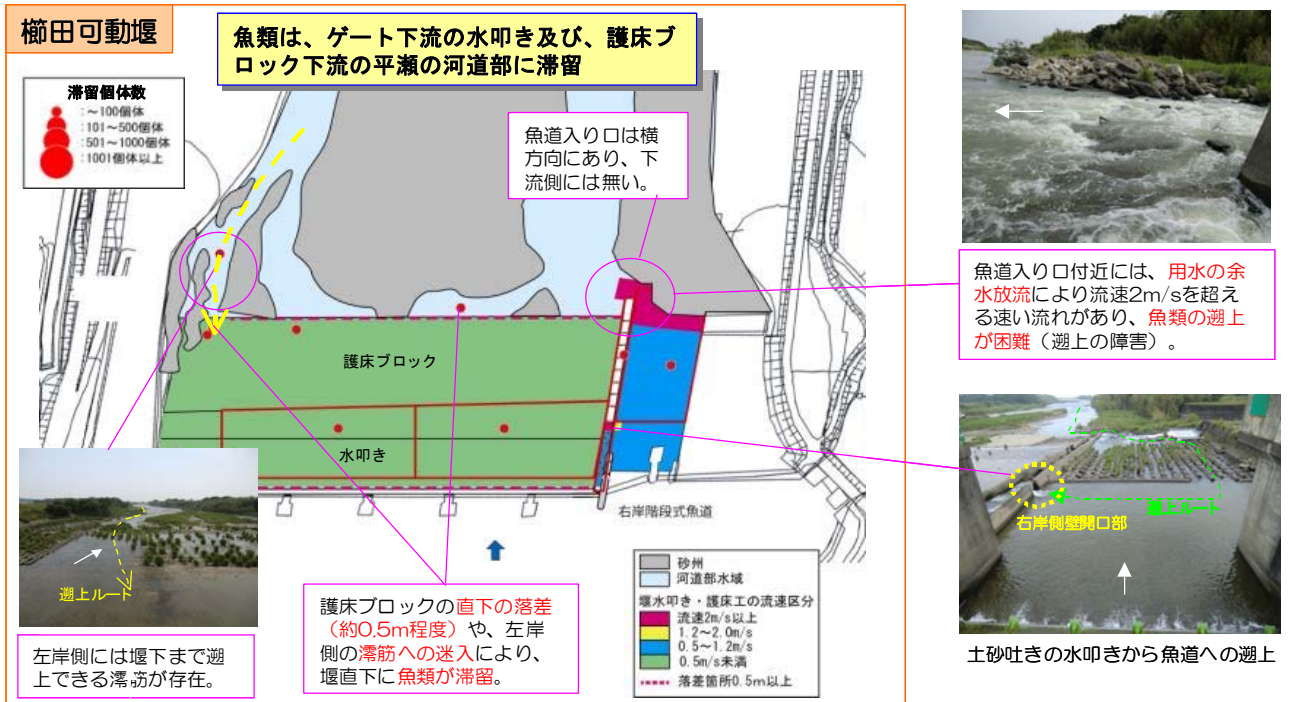 櫛田可動堰
魚類は、ゲート下流の水叩き及び、護床ブ
ロック下流の平瀬の河道部に滞留
滞留個体数
：～100個体
：101～500個体
：501～1000個体
：1001個体以上
魚道入り口は横
方向にあり、下
流側には無い。
魚道入り口付近には、用水の余
水放流により流速2m/sを超え
る速い流れがあり、魚類の遡上
が困難（遡上の障害）。
護床ブロック
水叩き
右岸階段式魚道
遡上ルート
左岸側には堰下まで遡
上できる澪筋が存在。
護床ブロックの直下の落差
（約0.5m程度）や、左岸
側の澪筋への迷入により、
堰直下に魚類が滞留。
砂州
河道部水域
堰水叩き・護床工の流速区分
流速2m/s以上
1.2～2.0m/s
0.5～1.2m/s
0.5m/s未満
落差箇所0.5m以上
遡上ルート
右岸側壁開口部
土砂吐きの水叩きから魚道への遡上